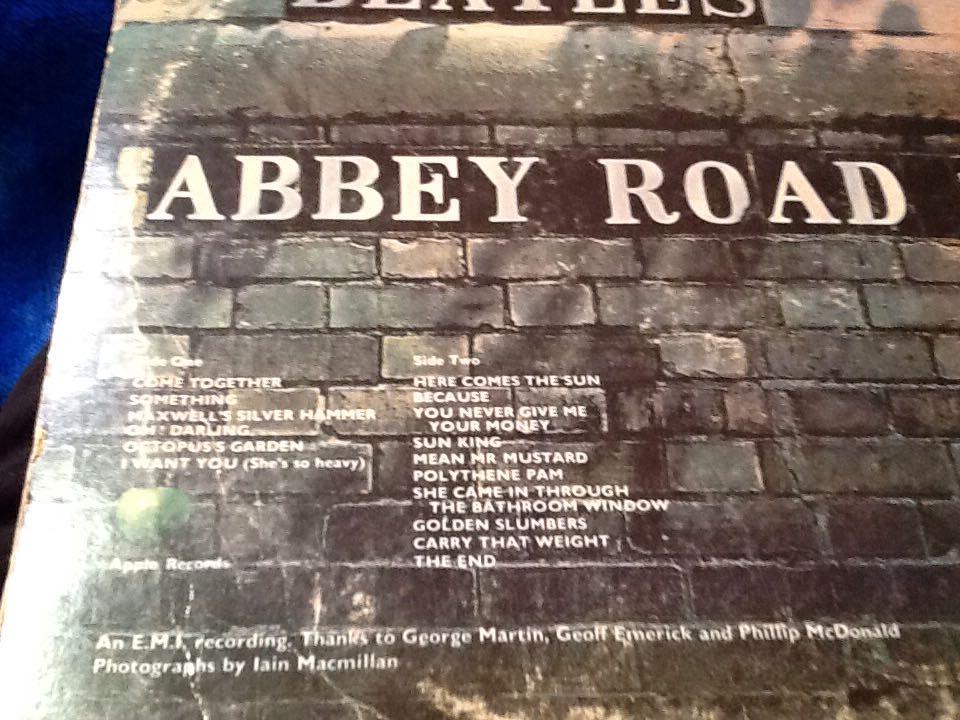 BEATLES
ABBEY ROAD
Side One
COME TOGETHER
SOMETHING
MAXWELL'S SILVER HAMMER
OH! DARLING
OCTOPUS'S GARDEN
I WANT YOU (She's so heavy)
Apple Records
Side Two
HERE COMES THE SUN
BECAUSE
YOU NEVER GIVE ME
YOUR MONEY
SUN KING
MEAN MR MUSTARD
POLYTHENE PAM
SHE CAME IN THROUGH
THE BATHROOM WINDOW
GOLDEN SLUMBERS
CARRY THAT WEIGHT
THE END
An E.M.I. recording. Thanks to George Martin, Geoff Emerick and Phillip McDonald
Photographs by Iain Macmillan